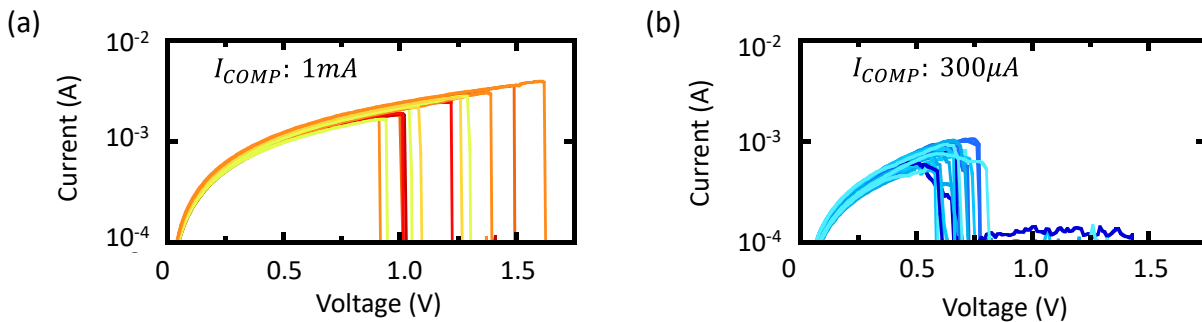 (a)
I_COMP: 1mA
Current (A)
10^-2
10^-3
10^-4
0 0.5 1.0 1.5
Voltage (V)
(b)
I_COMP: 300μA
Current (A)
10^-2
10^-3
10^-4
0 0.5 1.0 1.5
Voltage (V)